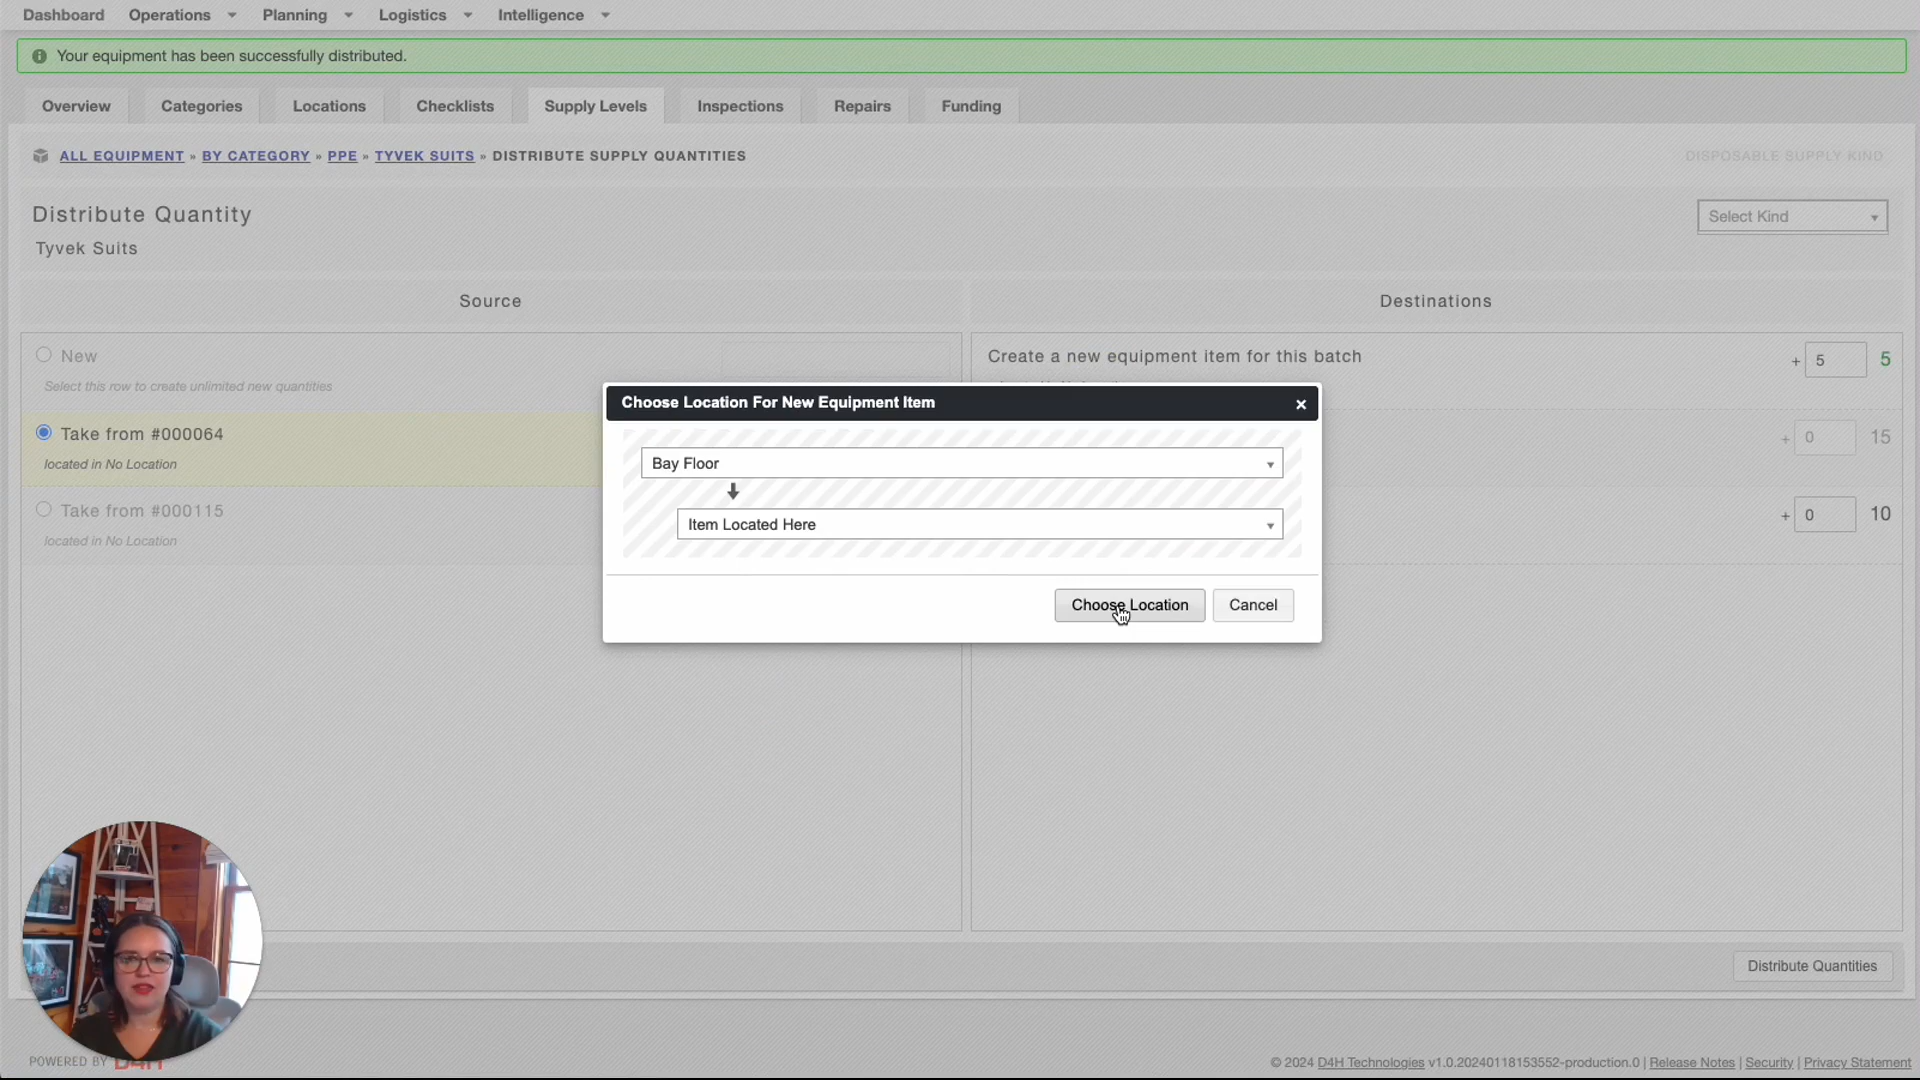 Dashboard Operations Planning Logistics Intelligence
Your equipment has been successfully distributed.
Overview Categories Locations Checklists Supply Levels Inspections Repairs Funding
ALL EQUIPMENT » BY CATEGORY » PPE » TYVEK SUITS » DISTRIBUTE SUPPLY QUANTITIES
DISPOSABLE SUPPLY KIND
Distribute Quantity
Select Kind
Tyvek Suits
Source
Destinations
New
Select this row to create unlimited new quantities
Take from #000064
located in No Location
Take from #000115
located in No Location
Create a new equipment item for this batch
+ 5 5
+ 0 15
+ 0 10
Choose Location For New Equipment Item
Bay Floor
Item Located Here
Choose Location Cancel
Distribute Quantities
POWERED BY D4H
© 2024 D4H Technologies v1.0.20240118153552-production.0 | Release Notes | Security | Privacy Statement